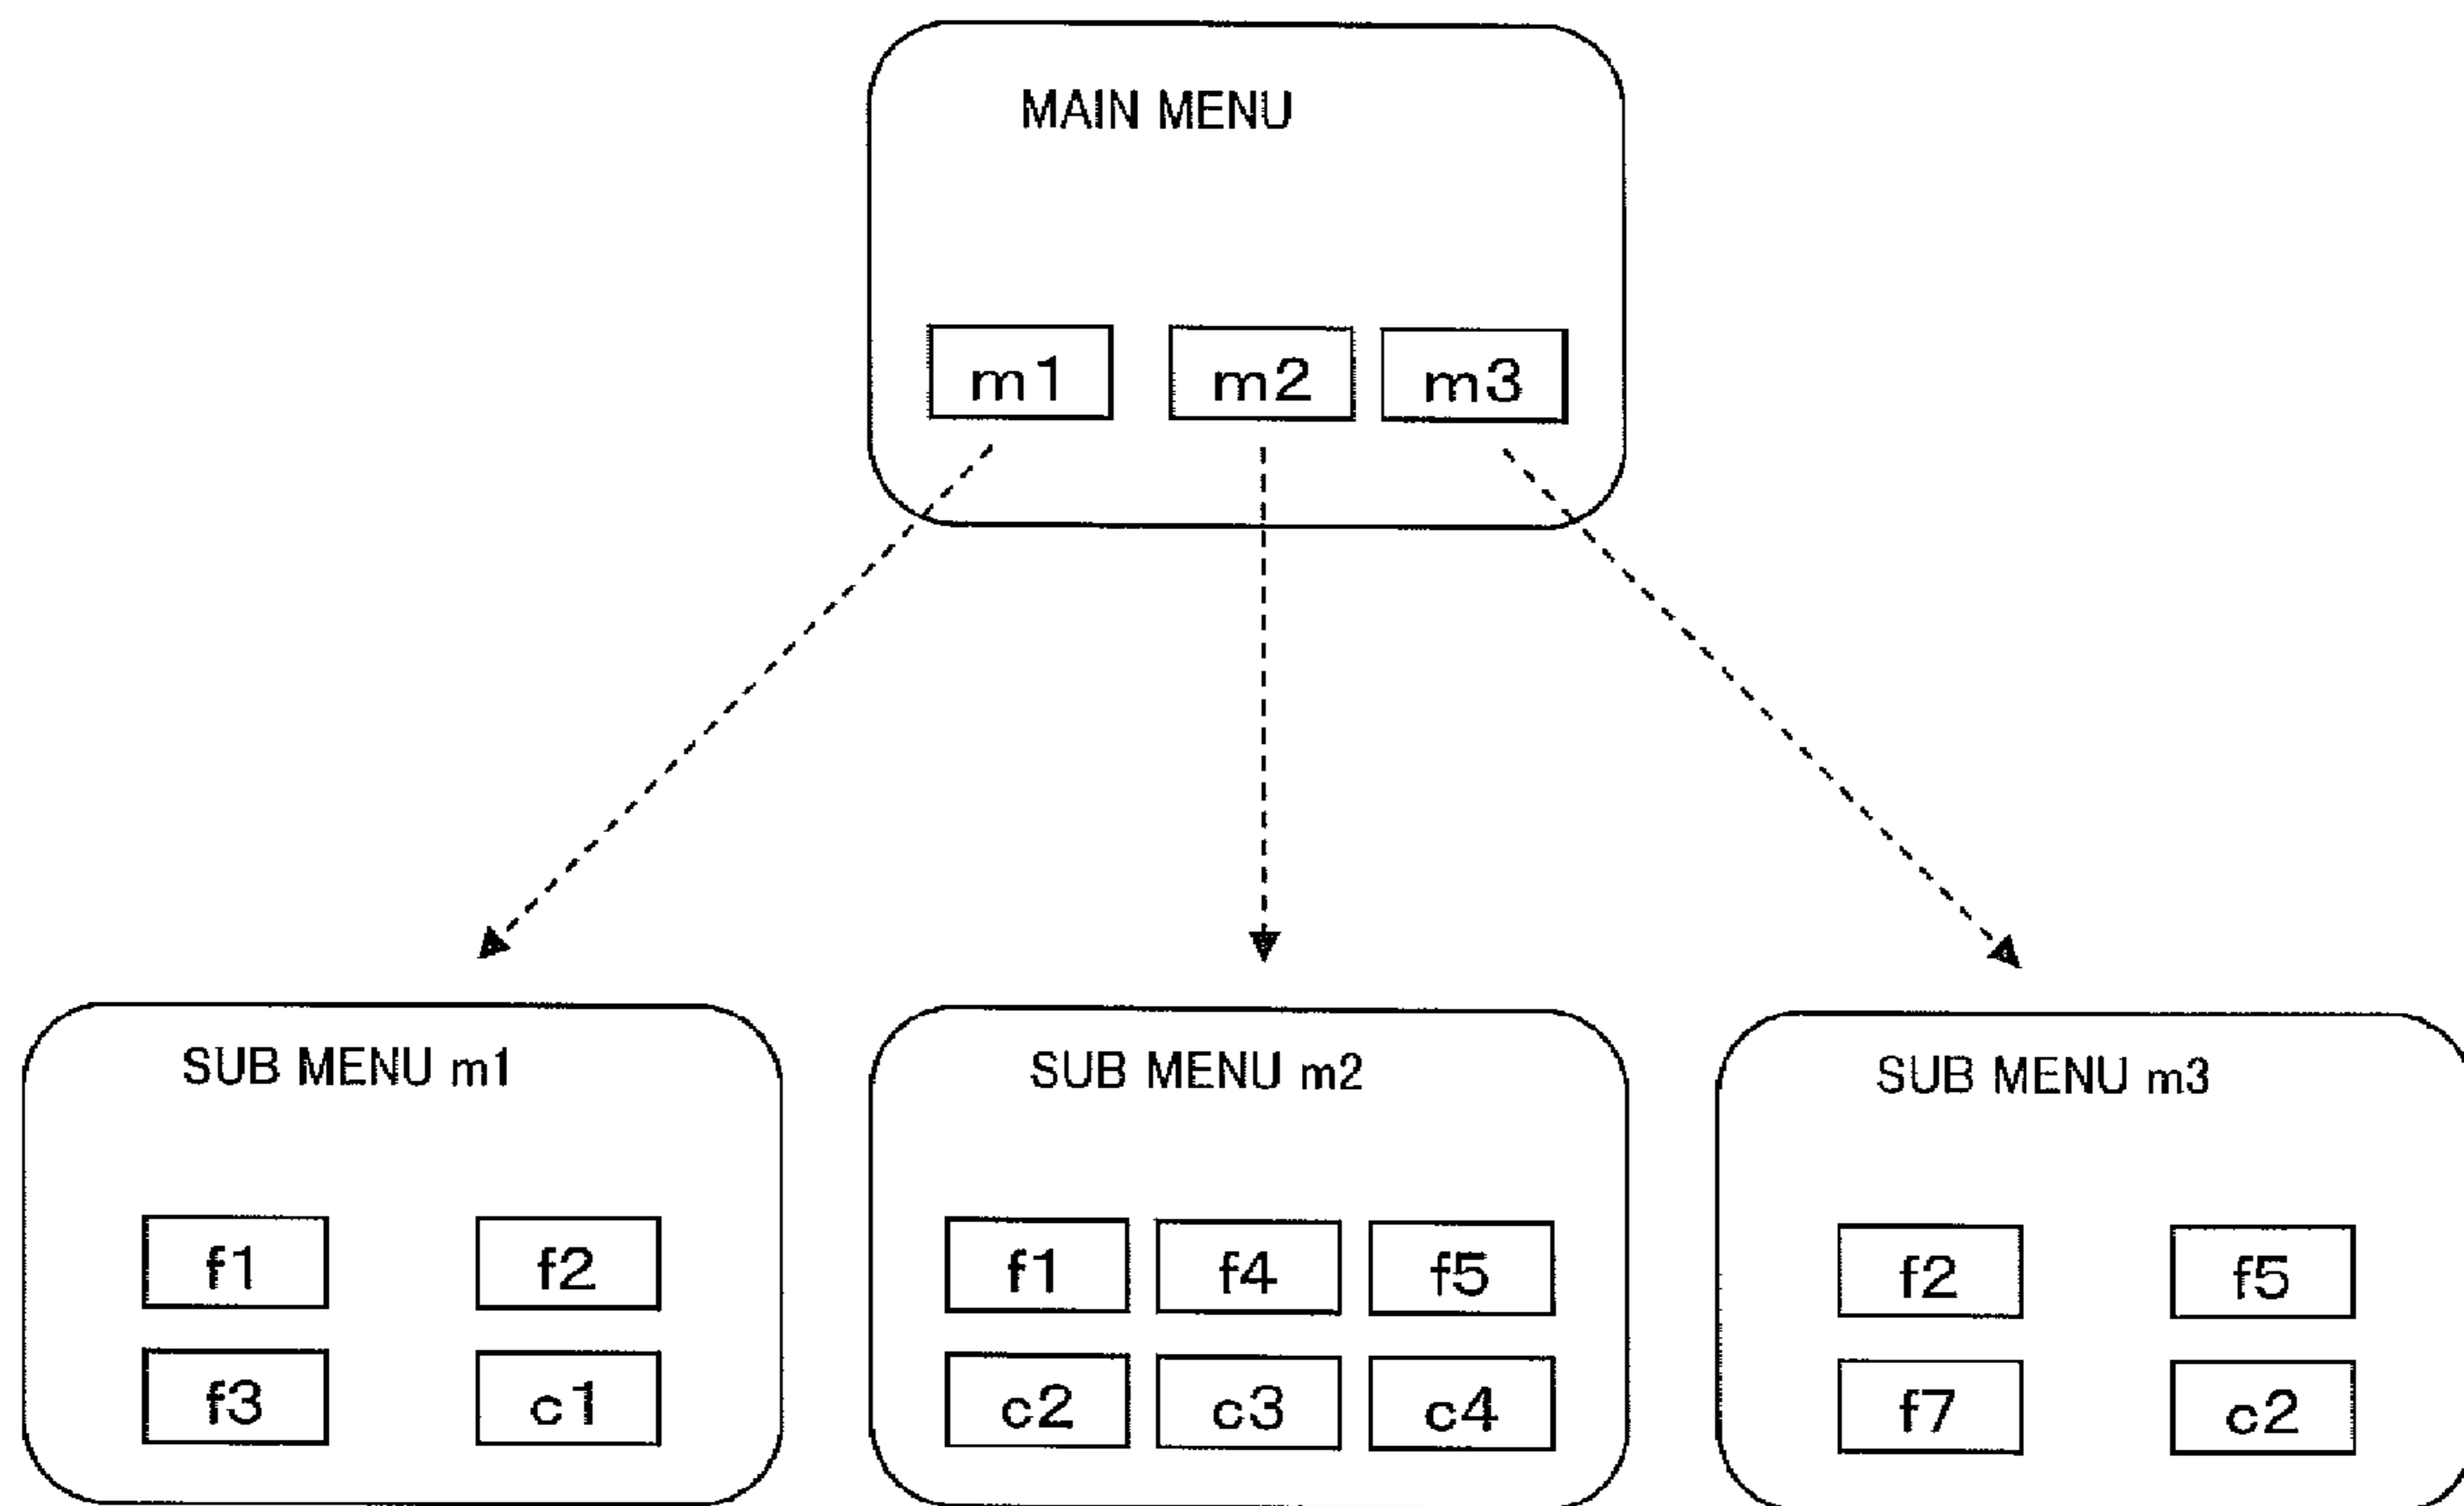 MAIN MENU
m1 m2 m3
SUB MENU m1
f1 f2
f3 c1
SUB MENU m2
f1 f4 f5
c2 c3 c4
SUB MENU m3
f2 f5
f7 c2